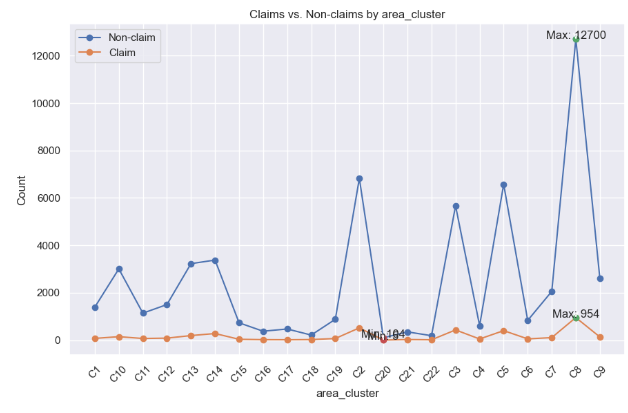 Claims vs. Non-claims by area_cluster
Non-claim
Claim
Max: 12700
12000
10000
8000
6000
4000
2000
0
Count
Max: 954
C1
C10
C11
C12
C13
C14
C15
C16
C17
C18
C19
C2
C20
C21
C22
C3
C4
C5
C6
C7
C8
C9
area_cluster